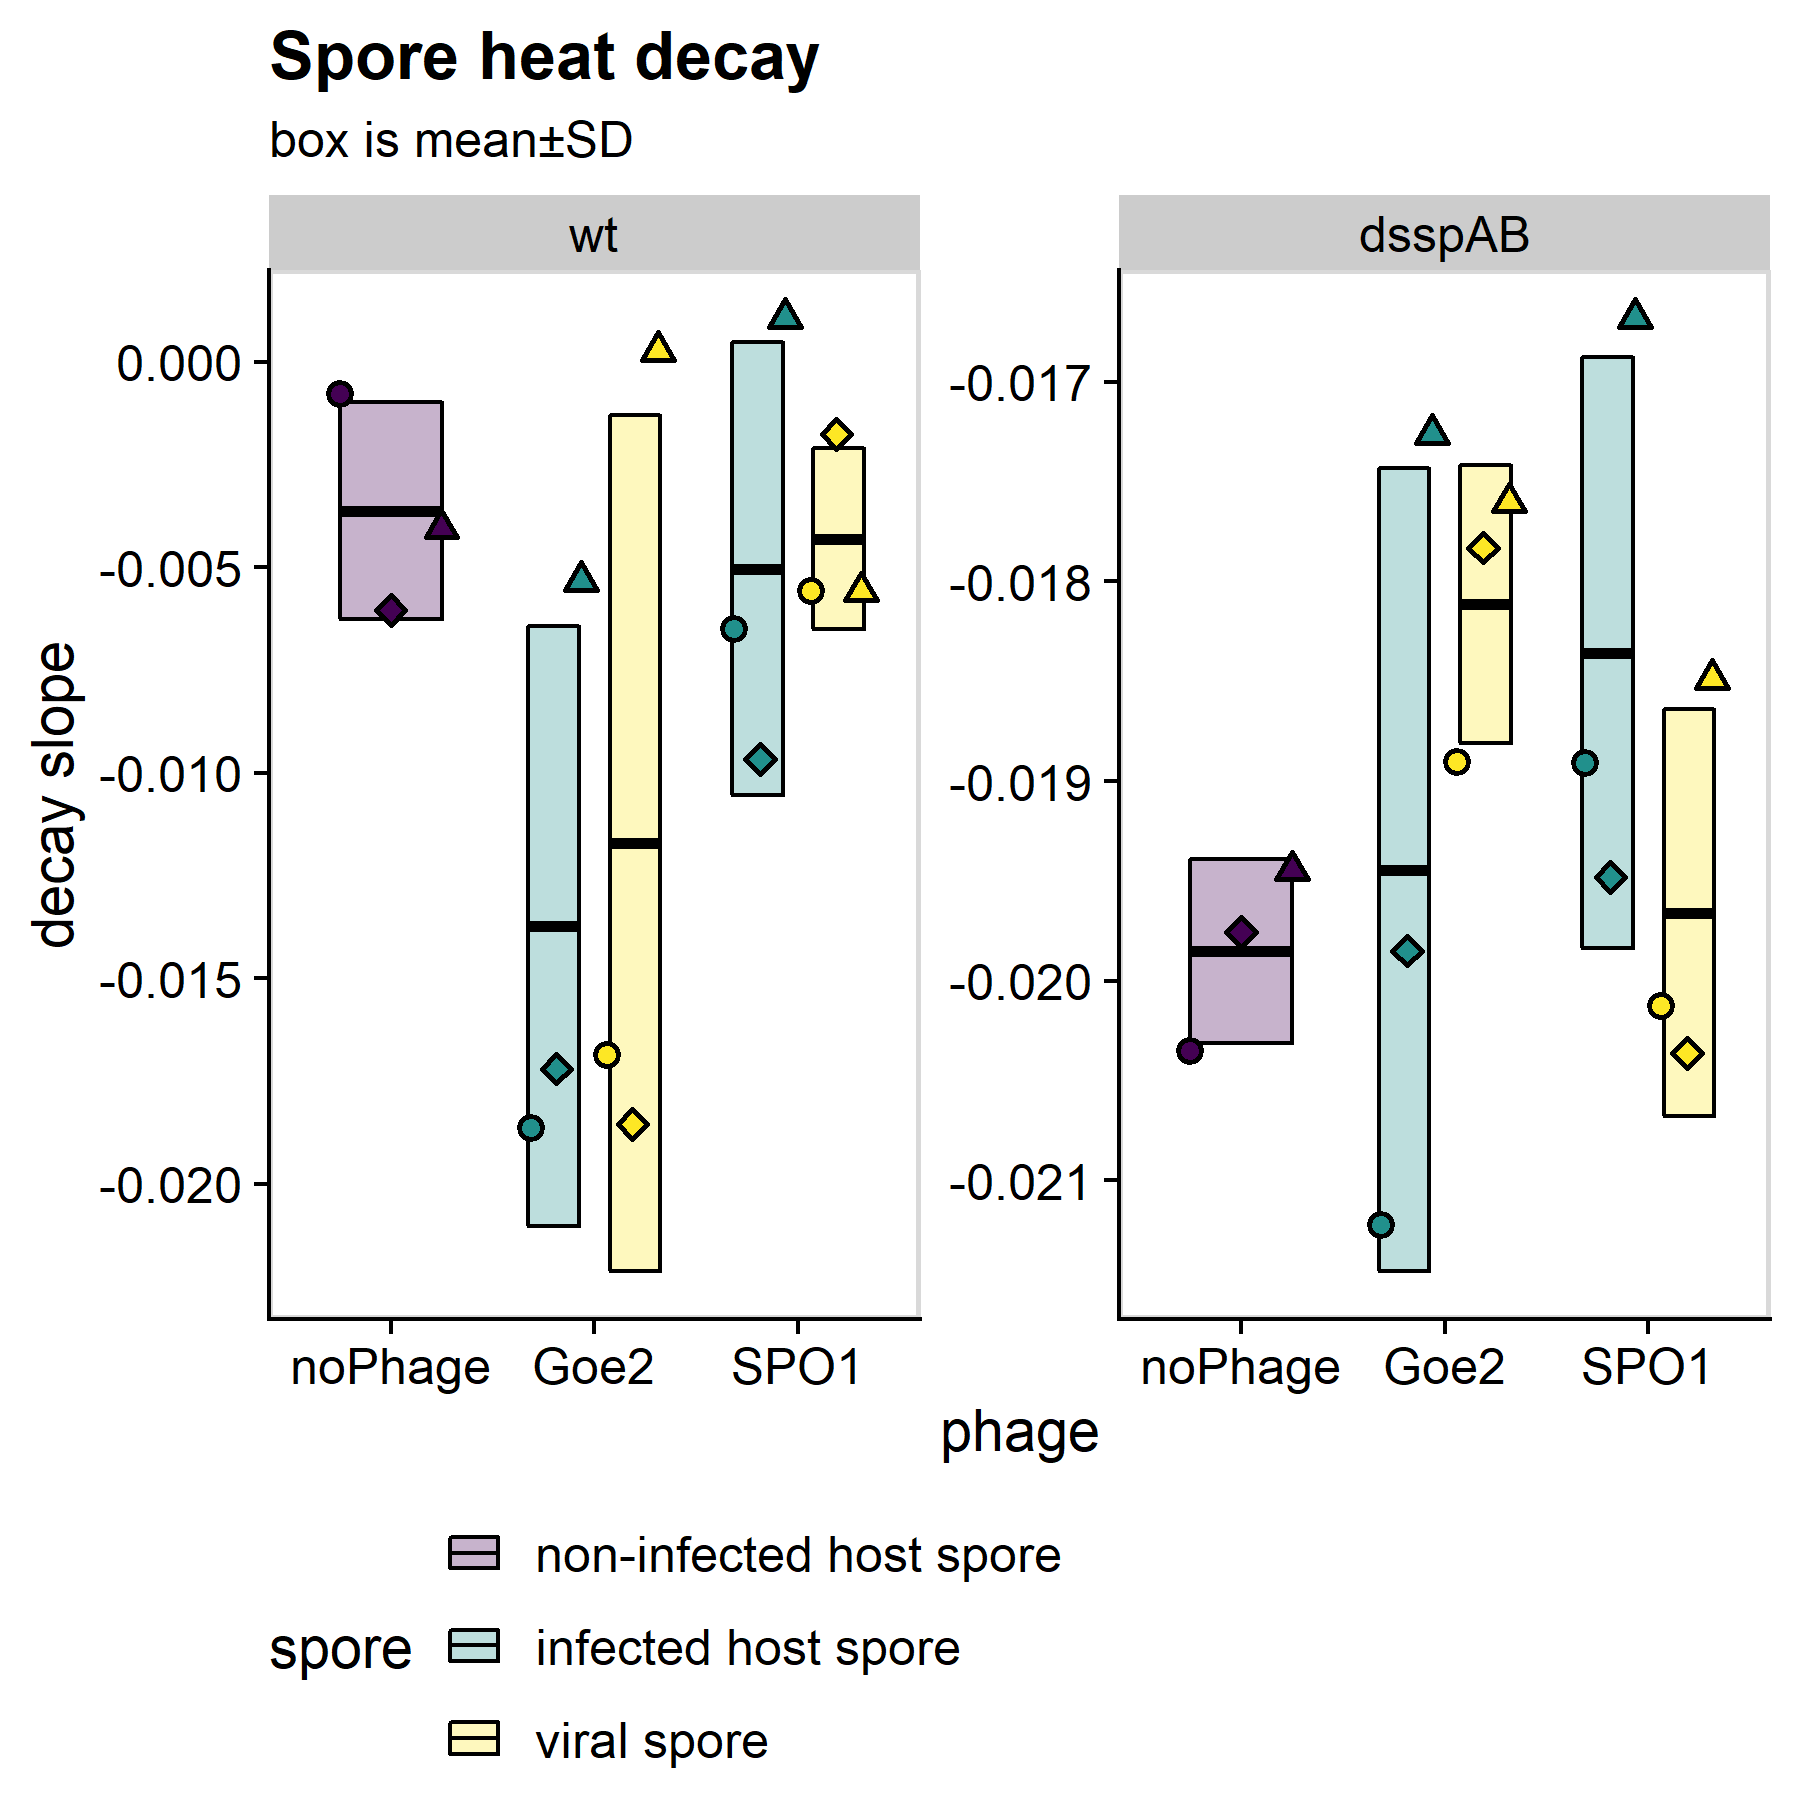 Spore heat decay
box is mean±SD
wt
dsspAB
decay slope
0.000
-0.005
-0.010
-0.015
-0.020
-0.017
-0.018
-0.019
-0.020
-0.021
noPhage Goe2 SPO1
noPhage Goe2 SPO1
phage
spore
non-infected host spore
infected host spore
viral spore